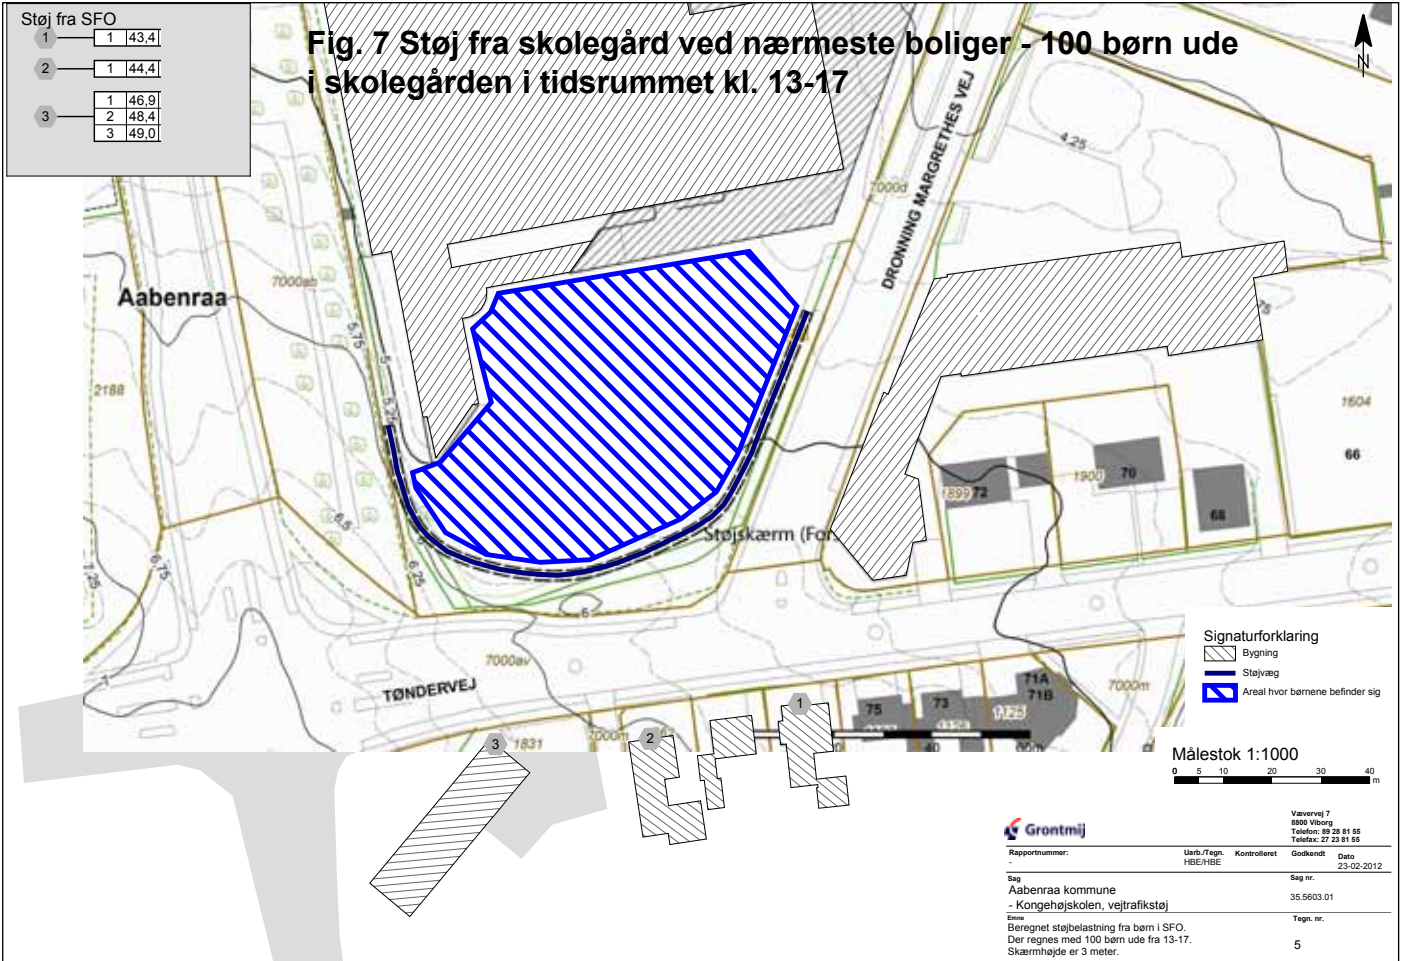 Støj fra SFO
1 1 43,4
2 1 44,4
1 46,9
3 2 48,4
3 49,0
Fig. 7 Støj fra skolegård ved nærmeste boliger - 100 børn ude
i skolegården i tidsrummet kl. 13-17
N
DRONNING MARGRETHES VEJ
4,25
7000d
Aabenraa
7000ab
5,75
5
5,25
75
2188
1604
66
1900 70
1899 72
68
6,5
Støjskærm (For
6,75
6,25
7,25
6
7
7000av
TØNDERVEJ
71A
71B
7000m
75
73
1125
1
2
3
1831
7000m
40
Signaturforklaring
Bygning
Støjvæg
Areal hvor børnene befinder sig
Målestok 1:1000
0 5 10 20 30 40
m
Grontmij
Vævervej 7
8800 Viborg
Telefon: 89 28 81 55
Telefax: 27 23 81 55
Rapportnummer: Uarb./Tegn. Kontrolleret Godkendt Dato
- HBE/HBE 23-02-2012
Sag Sag nr.
Aabenraa kommune
- Kongehøjskolen, vejtrafikstøj 35.5603.01
Emne Tegn. nr.
Beregnet støjbelastning fra børn i SFO.
Der regnes med 100 børn ude fra 13-17. 5
Skærmhøjde er 3 meter.